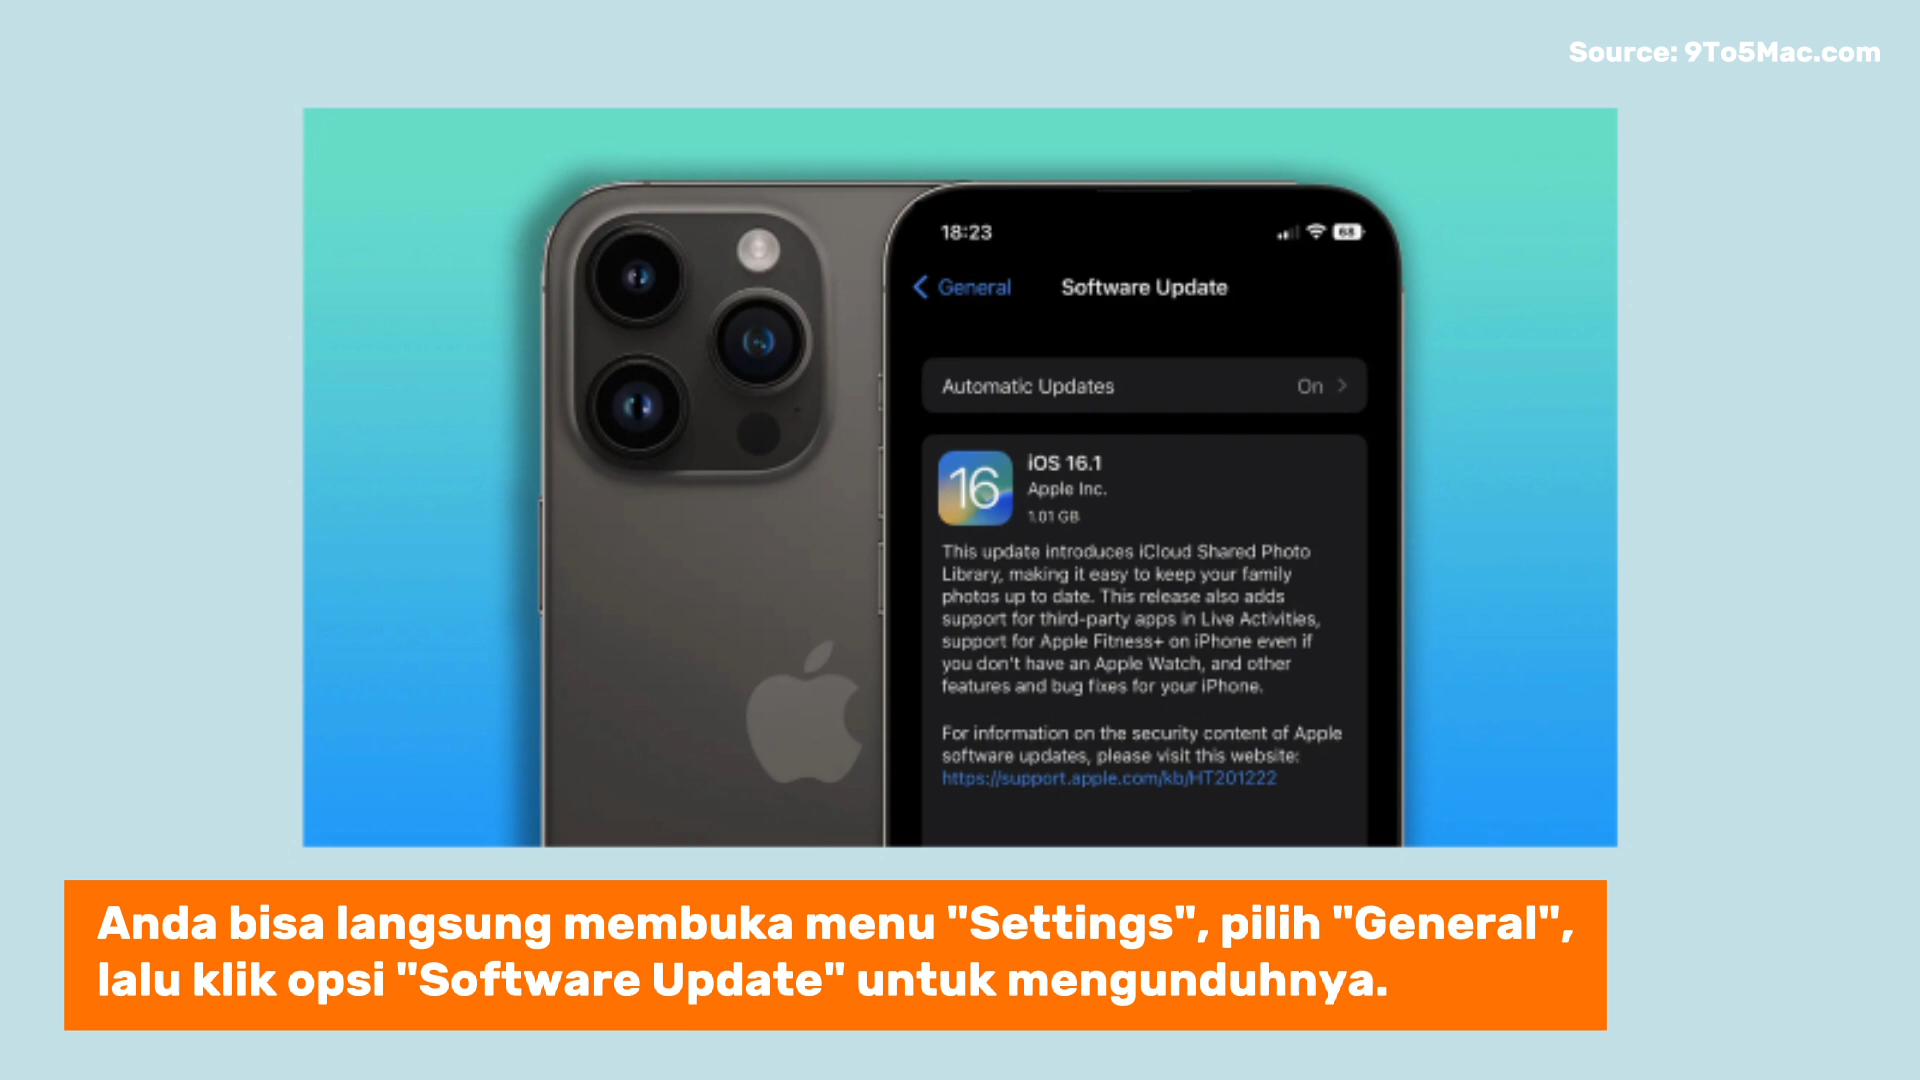 Source: 9To5Mac.com
18:23
68
General
Software Update
Automatic Updates
On
16
iOS 16.1
Apple Inc.
1.01 GB
This update introduces iCloud Shared Photo
Library, making it easy to keep your family
photos up to date. This release also adds
support for third-party apps in Live Activities,
support for Apple Fitness+ on iPhone even if
you don't have an Apple Watch, and other
features and bug fixes for your iPhone.
For information on the security content of Apple
software updates, please visit this website:
https://support.apple.com/kb/HT201222
Anda bisa langsung membuka menu "Settings", pilih "General",
lalu klik opsi "Software Update" untuk mengunduhnya.